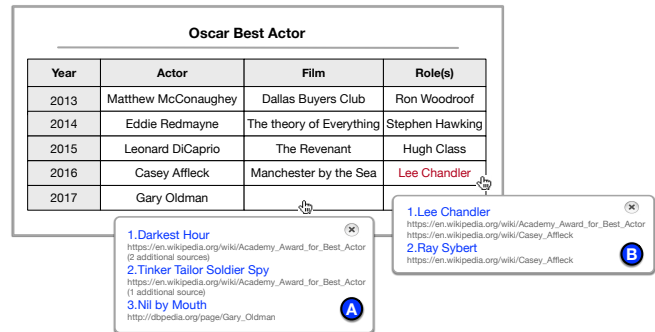 Oscar Best Actor
Year Actor Film Role(s)
2013 Matthew McConaughey Dallas Buyers Club Ron Woodroof
2014 Eddie Redmayne The theory of Everything Stephen Hawking
2015 Leonard DiCaprio The Revenant Hugh Class
2016 Casey Affleck Manchester by the Sea Lee Chandler
2017 Gary Oldman
1.Darkest Hour
https://en.wikipedia.org/wiki/Academy_Award_for_Best_Actor
(2 additional sources)
2.Tinker Tailor Soldier Spy
https://en.wikipedia.org/wiki/Academy_Award_for_Best_Actor
(1 additional source)
3.Nil by Mouth
http://dbpedia.org/page/Gary_Oldman
A
1.Lee Chandler
https://en.wikipedia.org/wiki/Academy_Award_for_Best_Actor
https://en.wikipedia.org/wiki/Casey_Affleck
2.Ray Sybert
https://en.wikipedia.org/wiki/Casey_Affleck
B